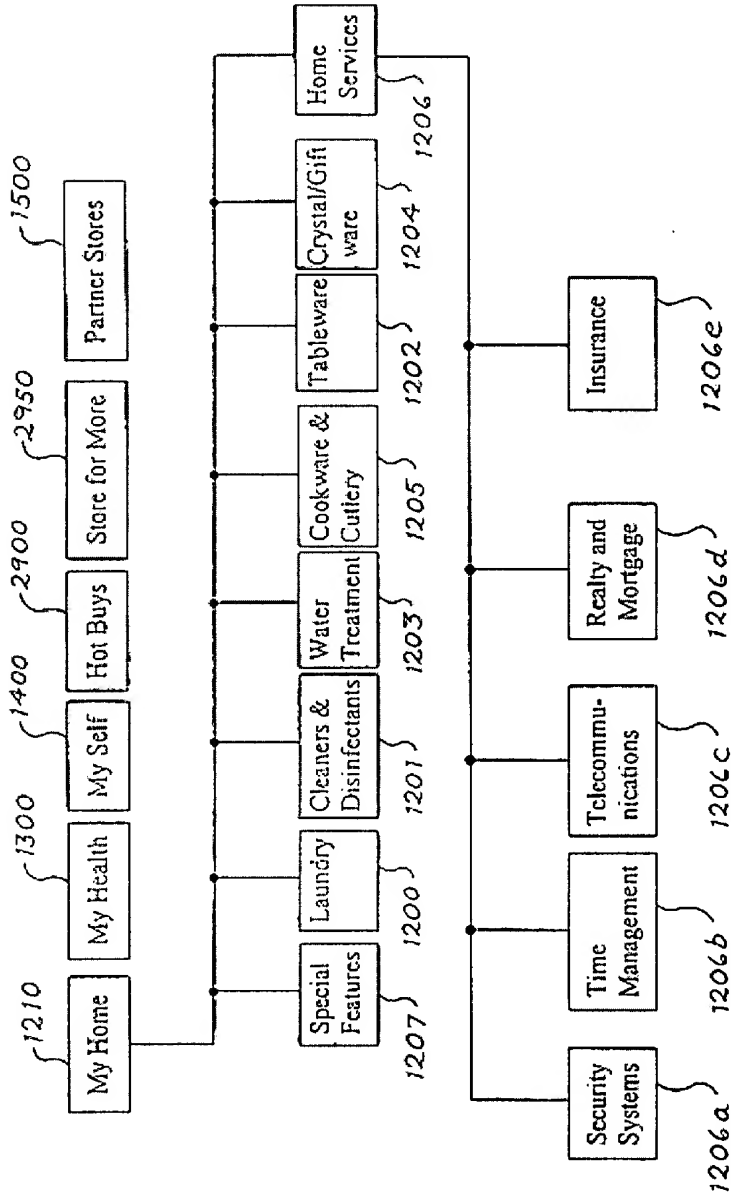 1210
1300
1400
2900
2950
1500
My Home
My Health
My Self
Hot Buys
Store for More
Partner Stores
Special
Features
Laundry
Cleaners &
Disinfectants
Water
Treatment
Cookware &
Cutlery
Tableware
Crystal/Gift
ware
Home
Services
1207
1200
1201
1203
1205
1202
1204
1206
Security
Systems
Time
Management
Telecommu-
nications
Realty and
Mortgage
Insurance
1206a
1206b
1206c
1206d
1206e